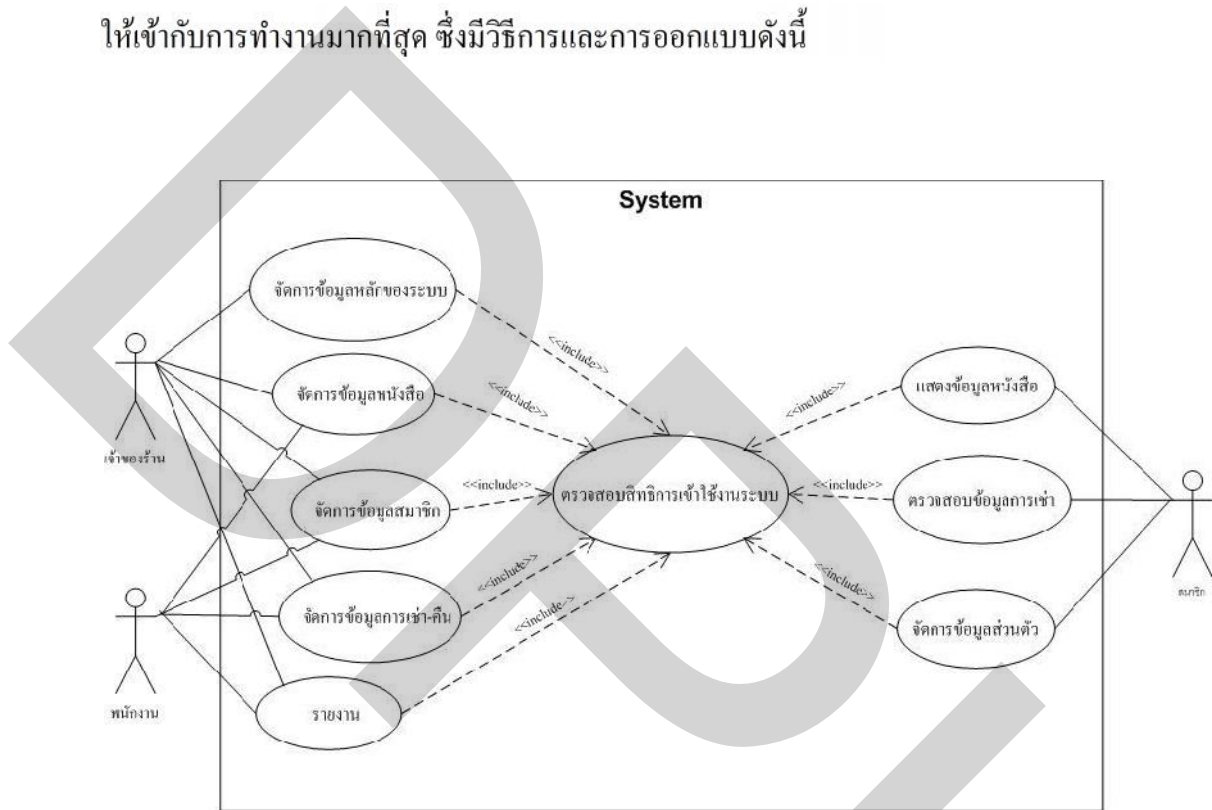 ให้เข้ากับการทำงานมากที่สุด ซึ่งมีวิธีการและการออกแบบดังนี้
System
จัดการข้อมูลหลักของระบบ
<<include>>
เจ้าของร้าน
จัดการข้อมูลหนังสือ
<<include>>
<<include>>
แสดงข้อมูลหนังสือ
จัดการข้อมูลสมาชิก
<<include>>
ตรวจสอบสิทธิการเข้าใช้งานระบบ
<<include>>
ตรวจสอบข้อมูลการเช่า
สมาชิก
จัดการข้อมูลการเช่า-คืน
<<include>>
<<include>>
<<include>>
จัดการข้อมูลส่วนตัว
พนักงาน
รายงาน